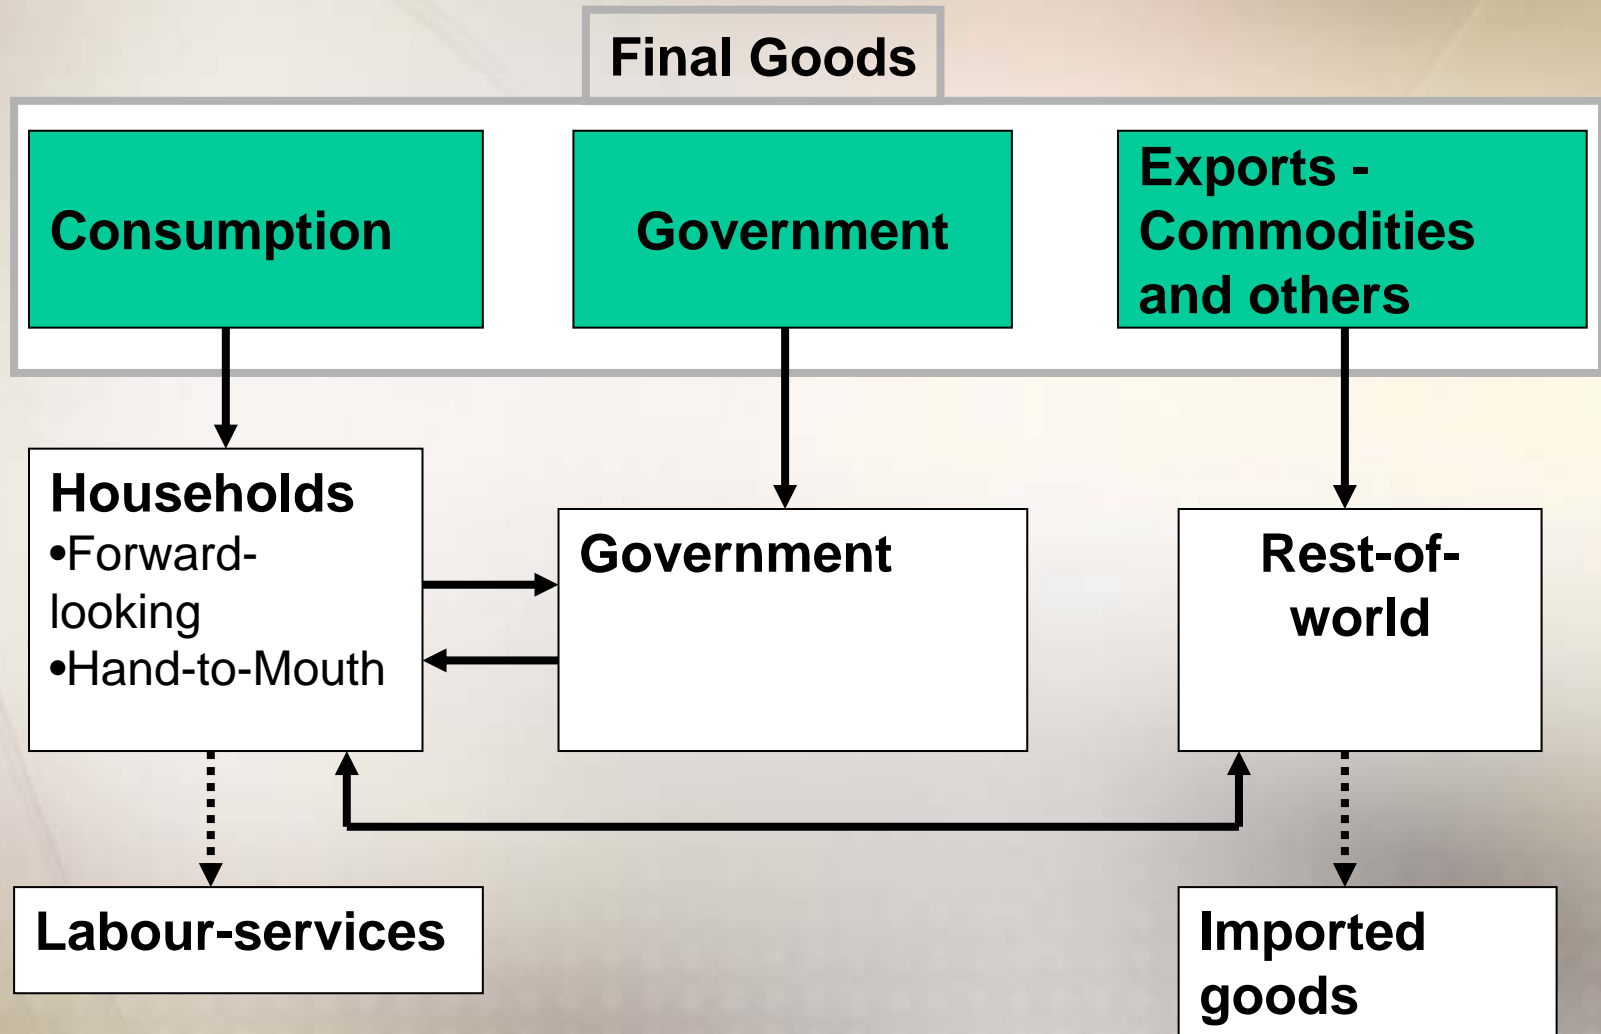 Final Goods
Consumption
Government
Exports -
Commodities
and others
Households
•Forward-
looking
•Hand-to-Mouth
Government
Rest-of-
world
Labour-services
Imported
goods